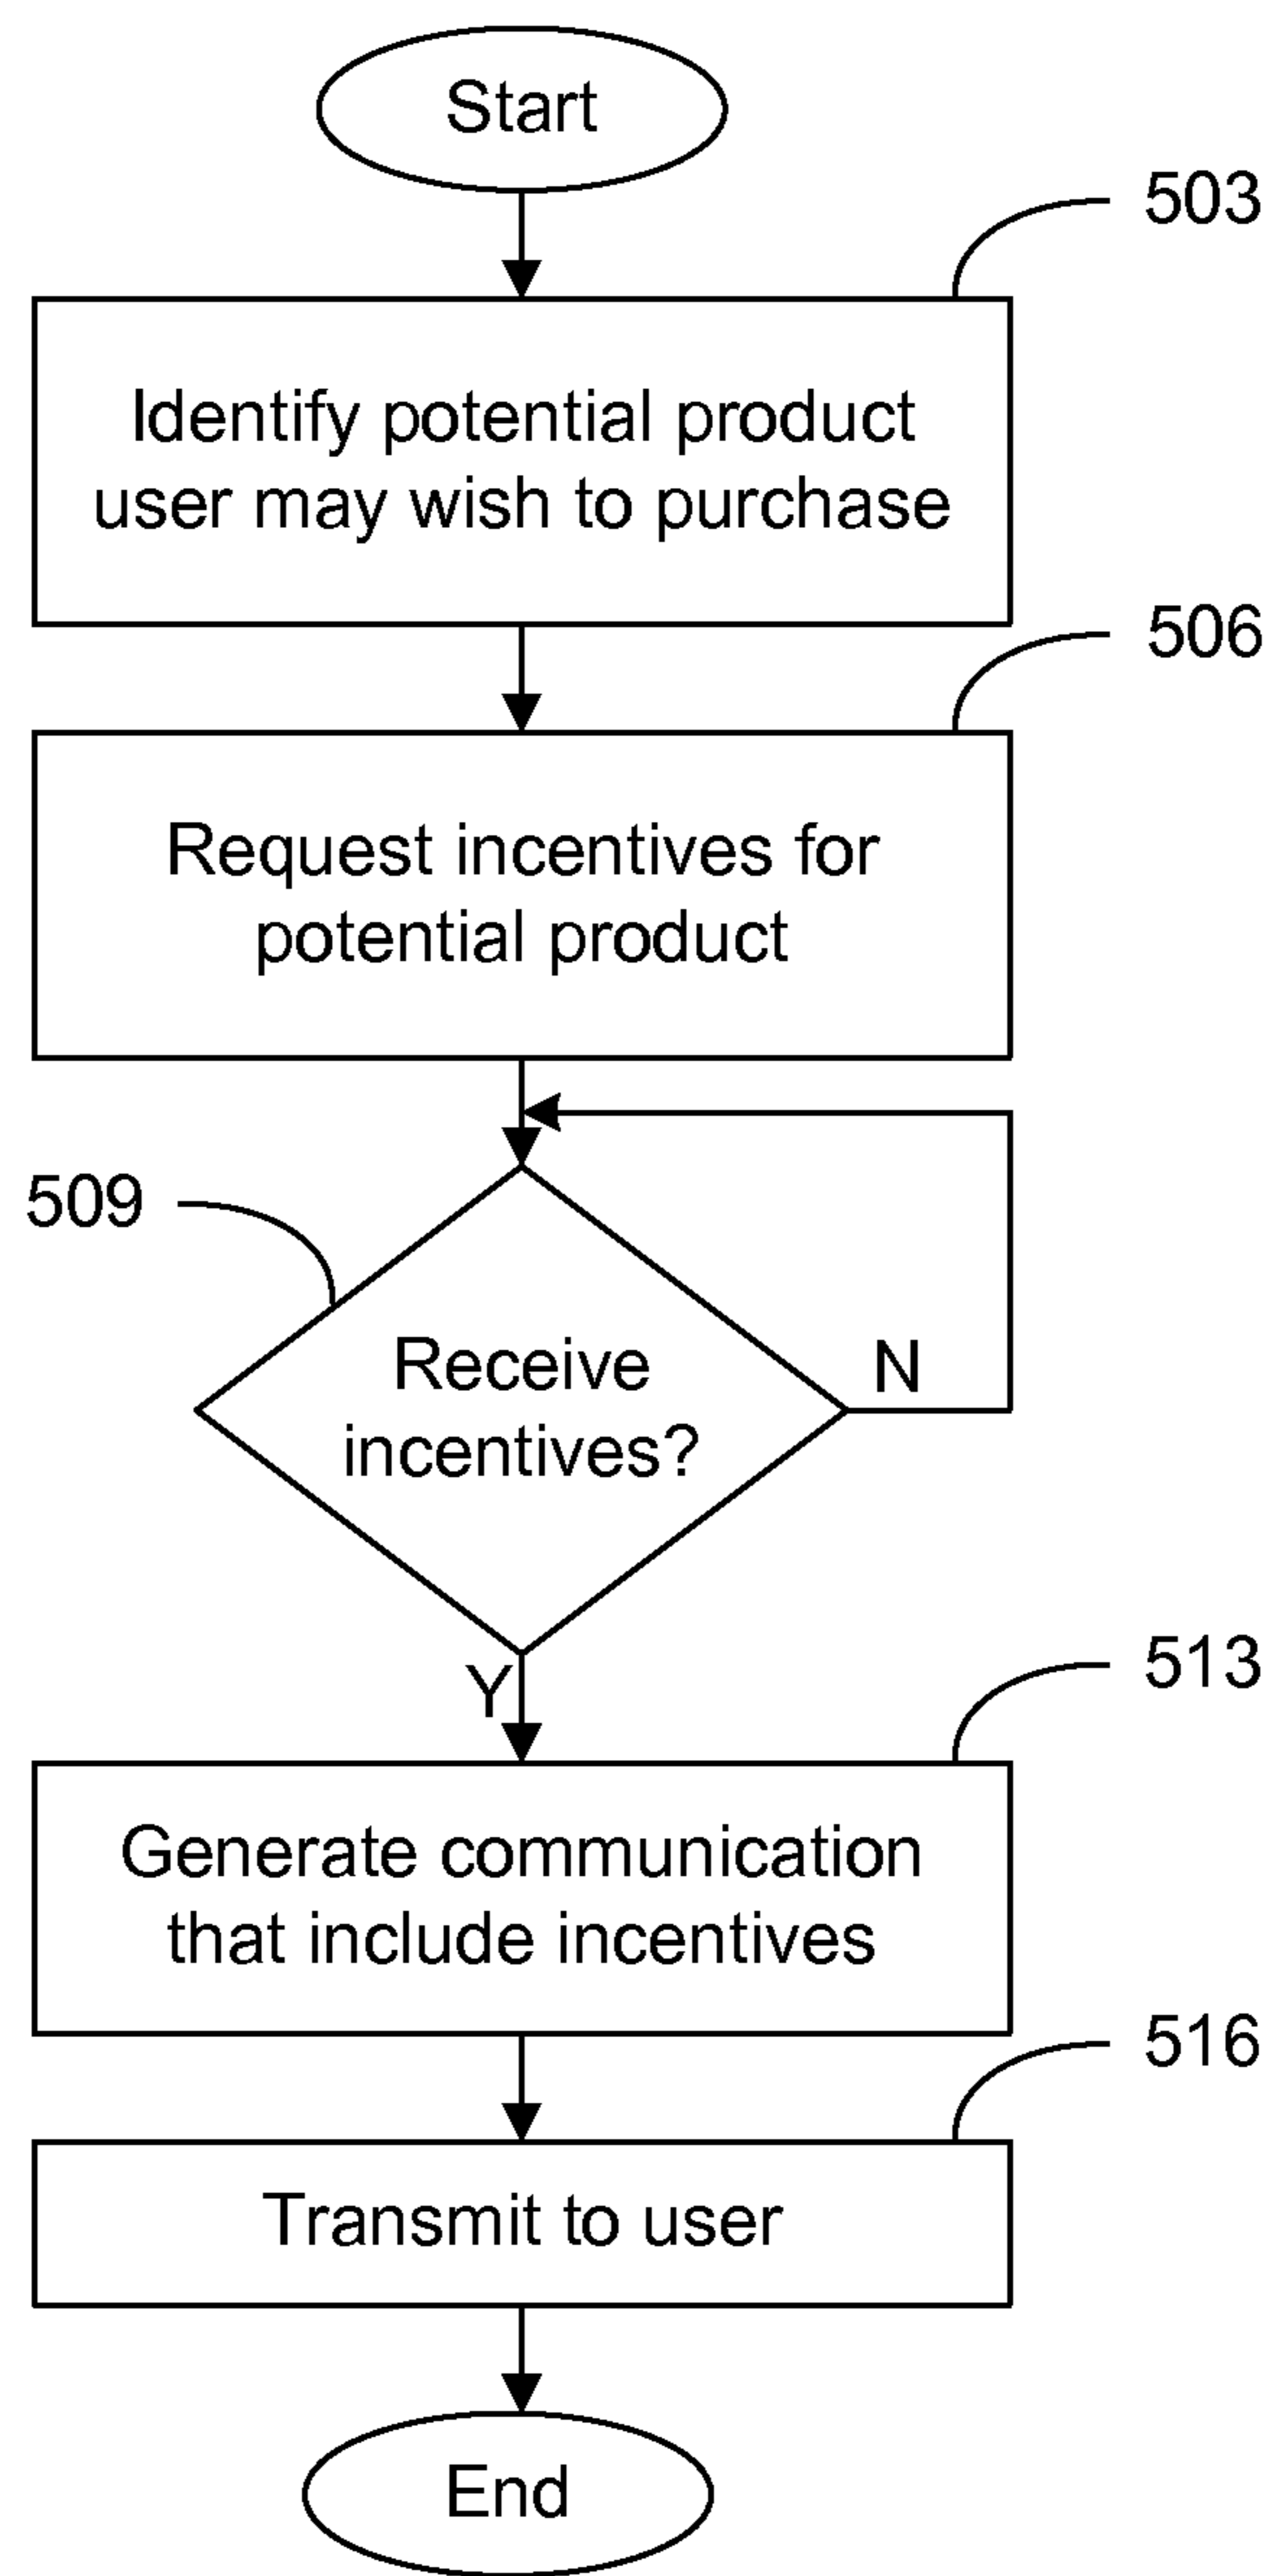 Start
503
Identify potential product
user may wish to purchase
506
Request incentives for
potential product
509
Receive
incentives?
N
Y
513
Generate communication
that include incentives
516
Transmit to user
End